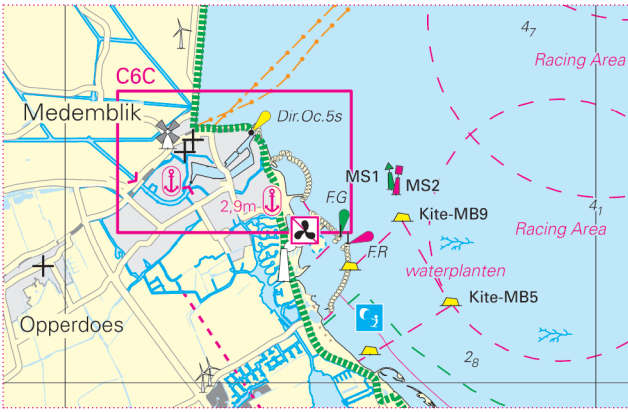 4₇
Racing Area
C6C
Medemblik
Dir.Oc.5s
MS1
MS2
2,9m
F.G
Kite-MB9
4₁
Racing Area
F.R
waterplanten
Kite-MB5
Opperdoes
2₈